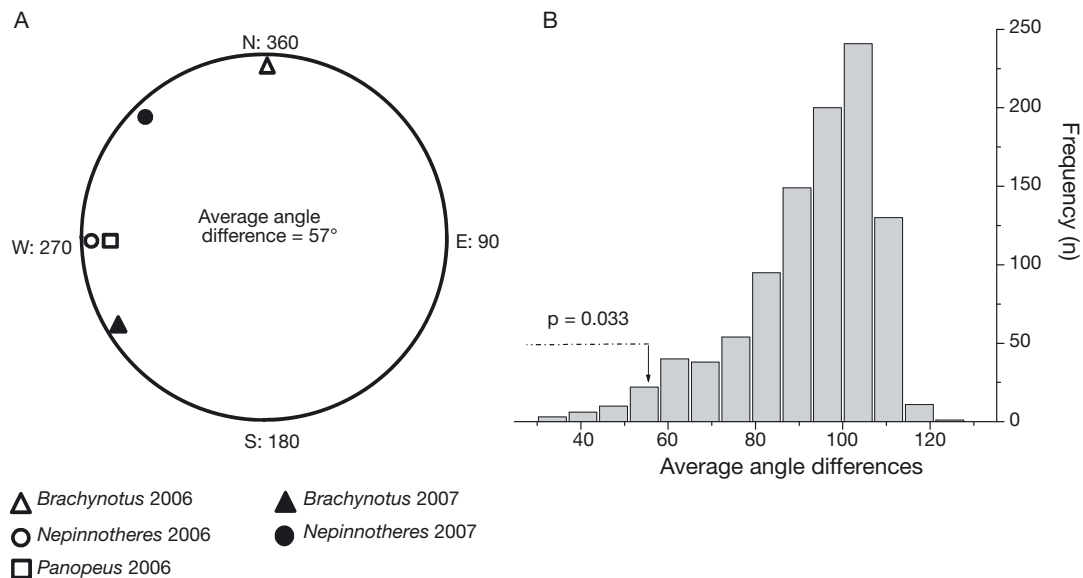 A
N: 360
Average angle
difference = 57°
W: 270
E: 90
S: 180
Brachynotus 2006
Nepinnotheres 2006
Panopeus 2006
Brachynotus 2007
Nepinnotheres 2007
B
p = 0.033
250
200
150
100
50
0
Frequency (n)
40
60
80
100
120
Average angle differences